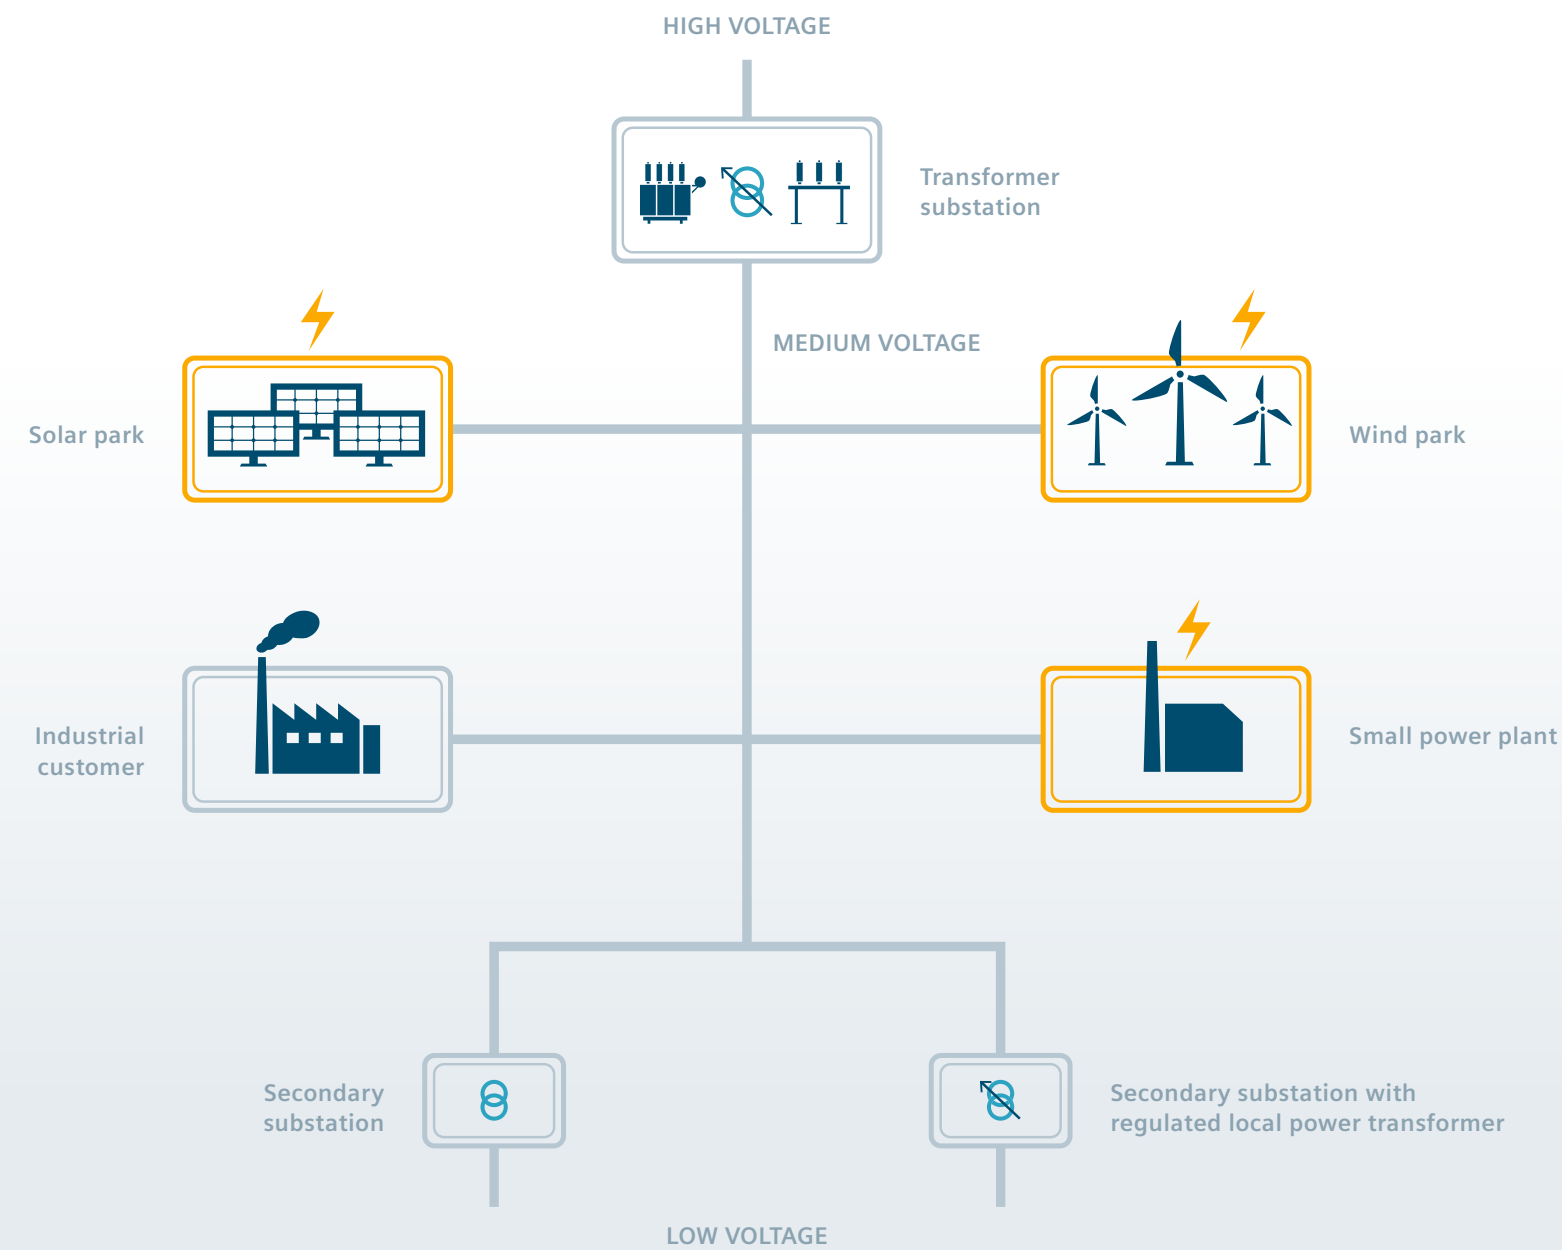 HIGH VOLTAGE
Transformer
substation
MEDIUM VOLTAGE
Solar park
Wind park
Industrial
customer
Small power plant
Secondary
substation
Secondary substation with
regulated local power transformer
LOW VOLTAGE